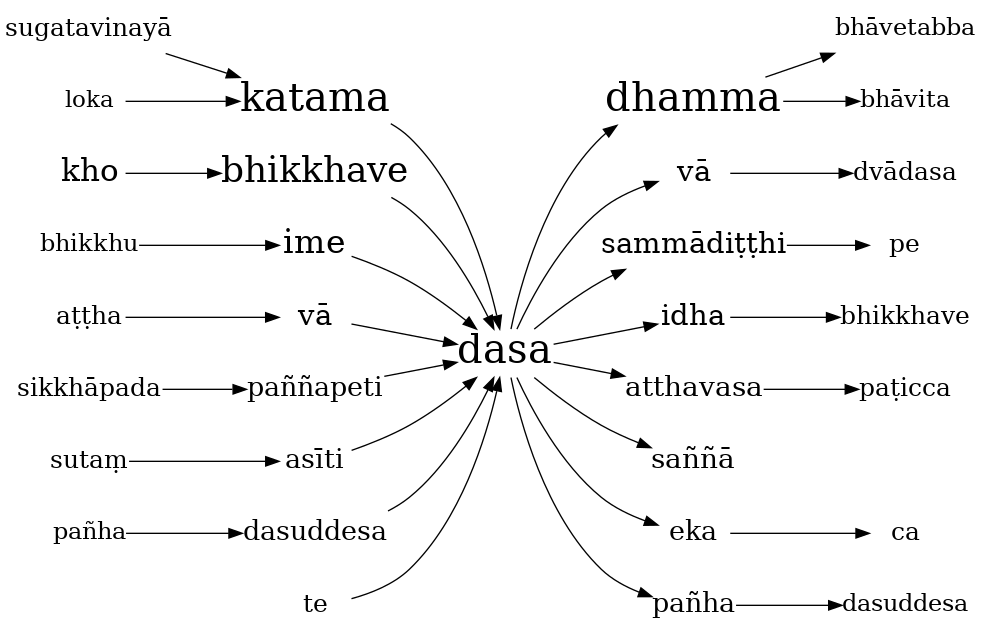 sugatavinayā bhāvetabba
loka katama dhamma bhāvita
kho bhikkhave vā dvādasa
bhikkhu ime sammādiṭṭhi pe
aṭṭha vā idha bhikkhave
dasa
sikkhāpada paññapeti atthavasa paṭicca
sutaṃ asīti saññā
pañha dasuddesa eka ca
te pañha dasuddesa